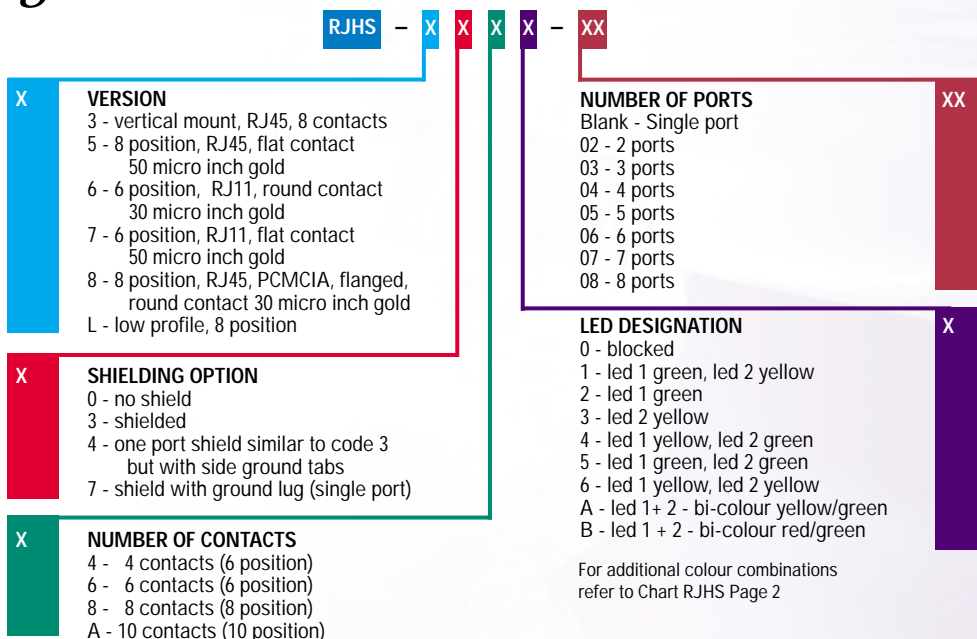 RJHS – X X X X – XX
X
VERSION
3 - vertical mount, RJ45, 8 contacts
5 - 8 position, RJ45, flat contact
50 micro inch gold
6 - 6 position, RJ11, round contact
30 micro inch gold
7 - 6 position, RJ11, flat contact
50 micro inch gold
8 - 8 position, RJ45, PCMCIA, flanged,
round contact 30 micro inch gold
L - low profile, 8 position
X
SHIELDING OPTION
0 - no shield
3 - shielded
4 - one port shield similar to code 3
but with side ground tabs
7 - shield with ground lug (single port)
X
NUMBER OF CONTACTS
4 - 4 contacts (6 position)
6 - 6 contacts (6 position)
8 - 8 contacts (8 position)
A - 10 contacts (10 position)
NUMBER OF PORTS
XX
Blank - Single port
02 - 2 ports
03 - 3 ports
04 - 4 ports
05 - 5 ports
06 - 6 ports
07 - 7 ports
08 - 8 ports
LED DESIGNATION
X
0 - blocked
1 - led 1 green, led 2 yellow
2 - led 1 green
3 - led 2 yellow
4 - led 1 yellow, led 2 green
5 - led 1 green, led 2 green
6 - led 1 yellow, led 2 yellow
A - led 1+ 2 - bi-colour yellow/green
B - led 1 + 2 - bi-colour red/green
For additional colour combinations
refer to Chart RJHS Page 2